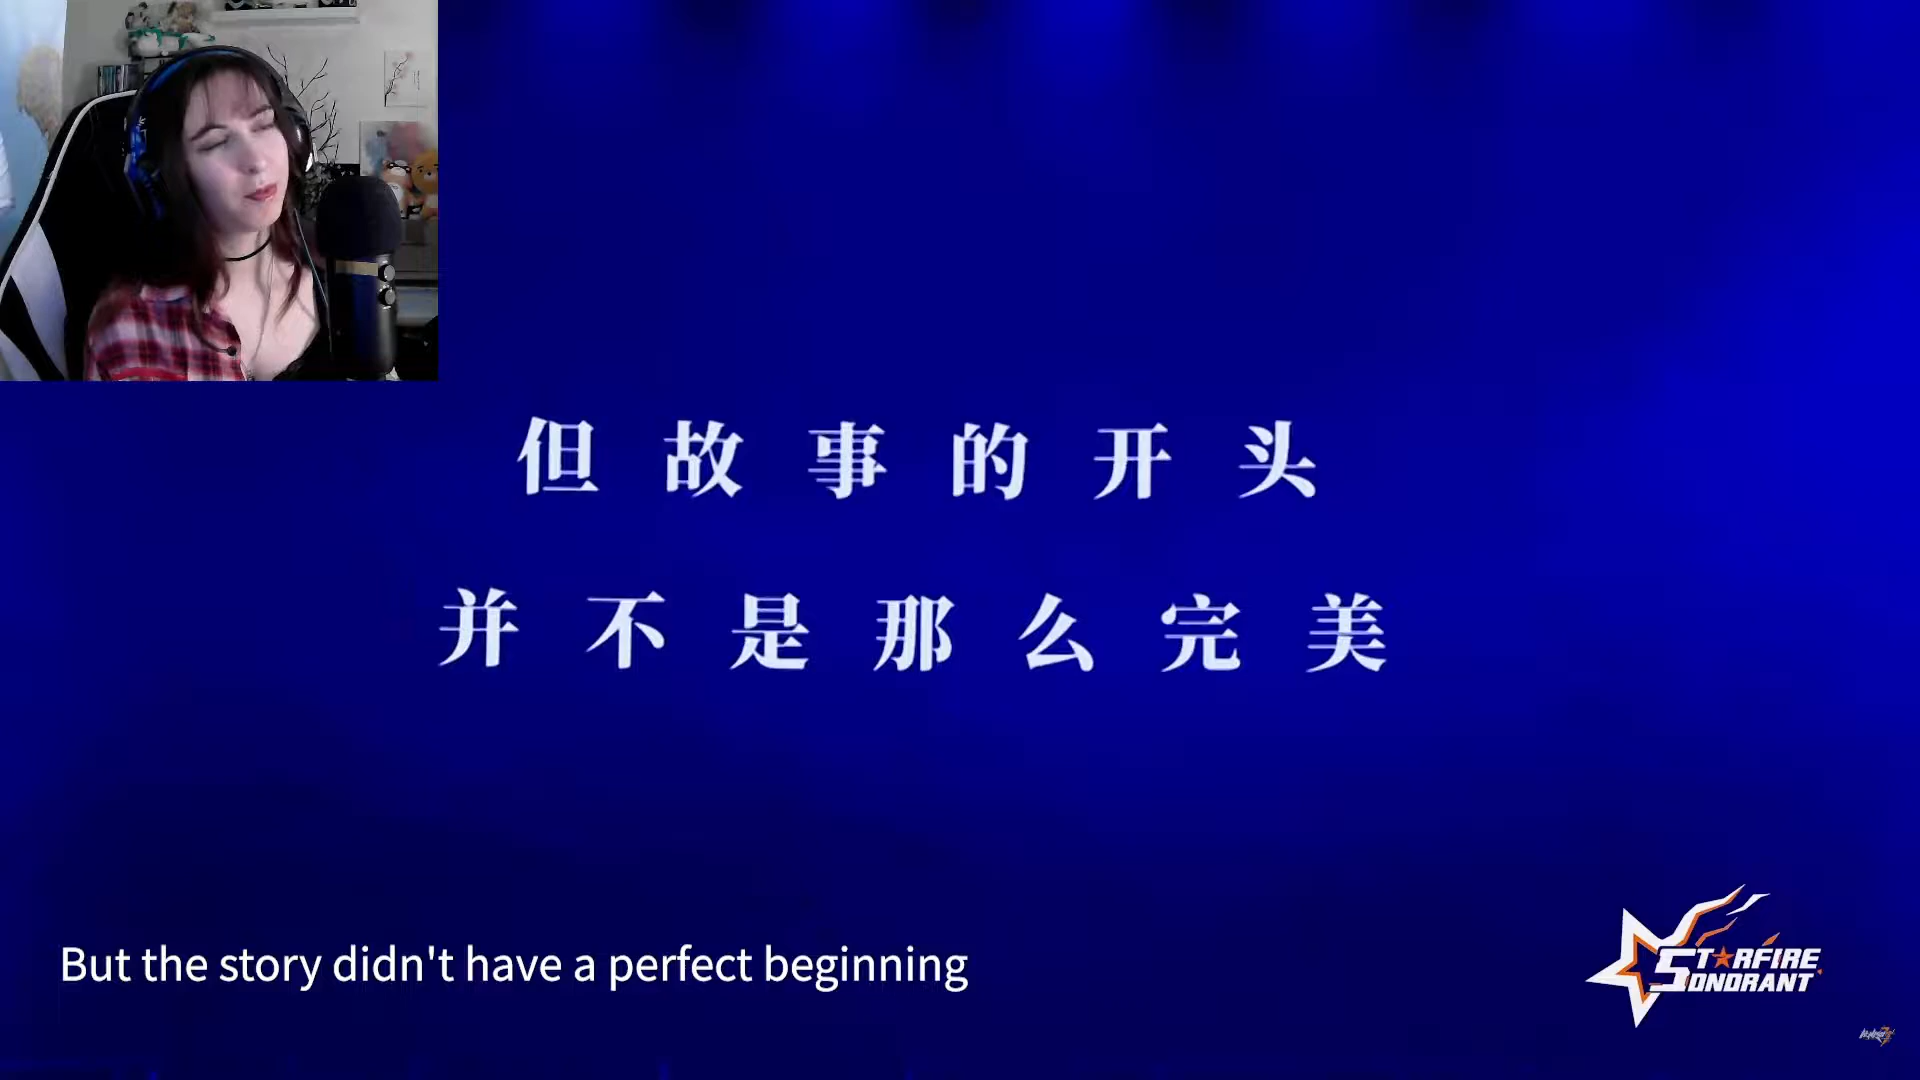 但故事的开头
并不是那么完美
But the story didn't have a perfect beginning
STARFIRE
SONORANT